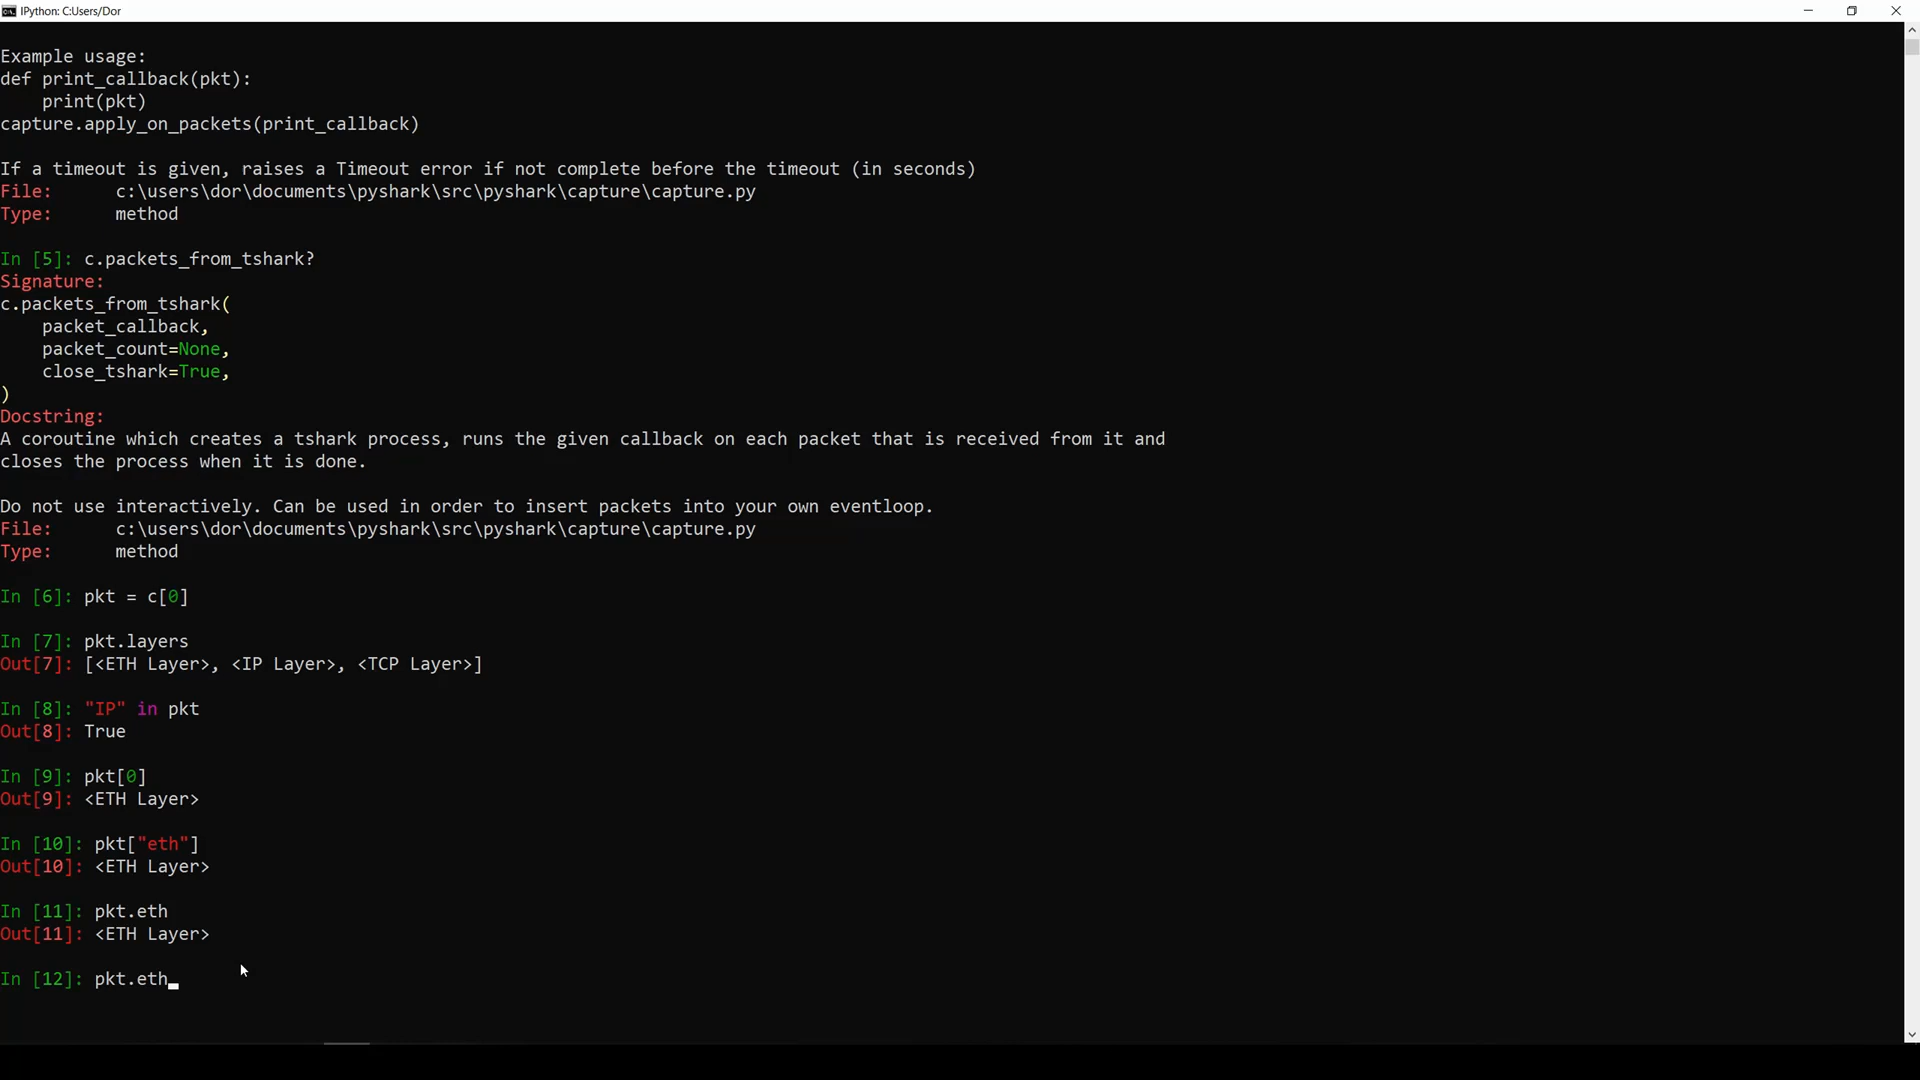 IPython: C:Users/Dor
Example usage:
def print_callback(pkt):
    print(pkt)
capture.apply_on_packets(print_callback)
If a timeout is given, raises a Timeout error if not complete before the timeout (in seconds)
File:      c:\users\dor\documents\pyshark\src\pyshark\capture\capture.py
Type:      method
In [5]: c.packets_from_tshark?
Signature:
c.packets_from_tshark(
    packet_callback,
    packet_count=None,
    close_tshark=True,
)
Docstring:
A coroutine which creates a tshark process, runs the given callback on each packet that is received from it and
closes the process when it is done.
Do not use interactively. Can be used in order to insert packets into your own eventloop.
File:      c:\users\dor\documents\pyshark\src\pyshark\capture\capture.py
Type:      method
In [6]: pkt = c[0]
In [7]: pkt.layers
Out[7]: [<ETH Layer>, <IP Layer>, <TCP Layer>]
In [8]: "IP" in pkt
Out[8]: True
In [9]: pkt[0]
Out[9]: <ETH Layer>
In [10]: pkt["eth"]
Out[10]: <ETH Layer>
In [11]: pkt.eth
Out[11]: <ETH Layer>
In [12]: pkt.eth